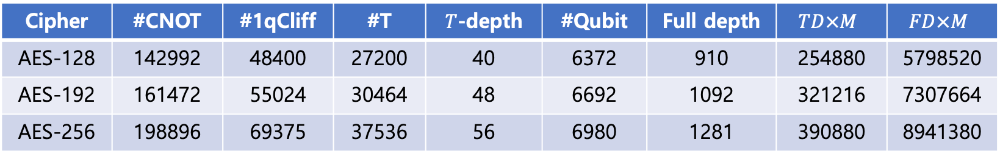 Cipher #CNOT #1qCliff #T T-depth #Qubit Full depth TD×M FD×M
AES-128 142992 48400 27200 40 6372 910 254880 5798520
AES-192 161472 55024 30464 48 6692 1092 321216 7307664
AES-256 198896 69375 37536 56 6980 1281 390880 8941380